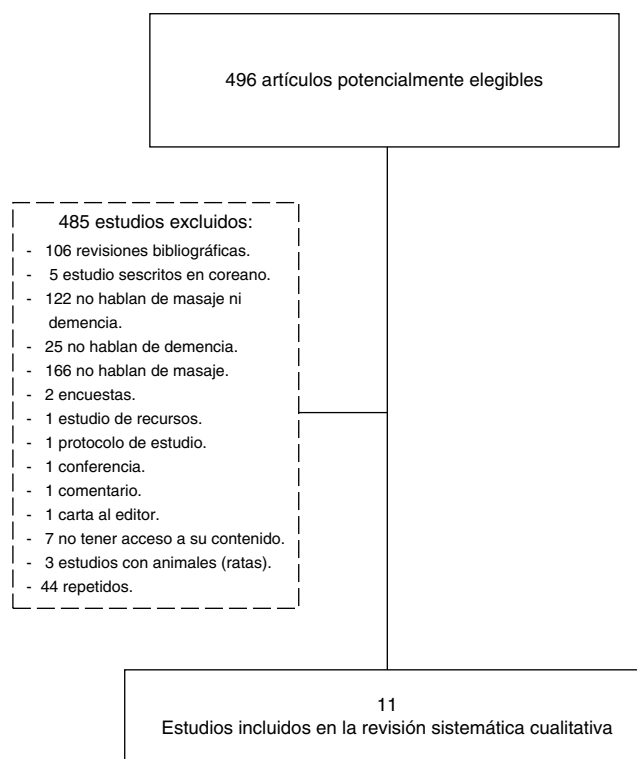 496 artículos potencialmente elegibles
485 estudios excluidos:
- 106 revisiones bibliográficas.
- 5 estudio sescritos en coreano.
- 122 no hablan de masaje ni
demencia.
- 25 no hablan de demencia.
- 166 no hablan de masaje.
- 2 encuestas.
- 1 estudio de recursos.
- 1 protocolo de estudio.
- 1 conferencia.
- 1 comentario.
- 1 carta al editor.
- 7 no tener acceso a su contenido.
- 3 estudios con animales (ratas).
- 44 repetidos.
11
Estudios incluidos en la revisión sistemática cualitativa